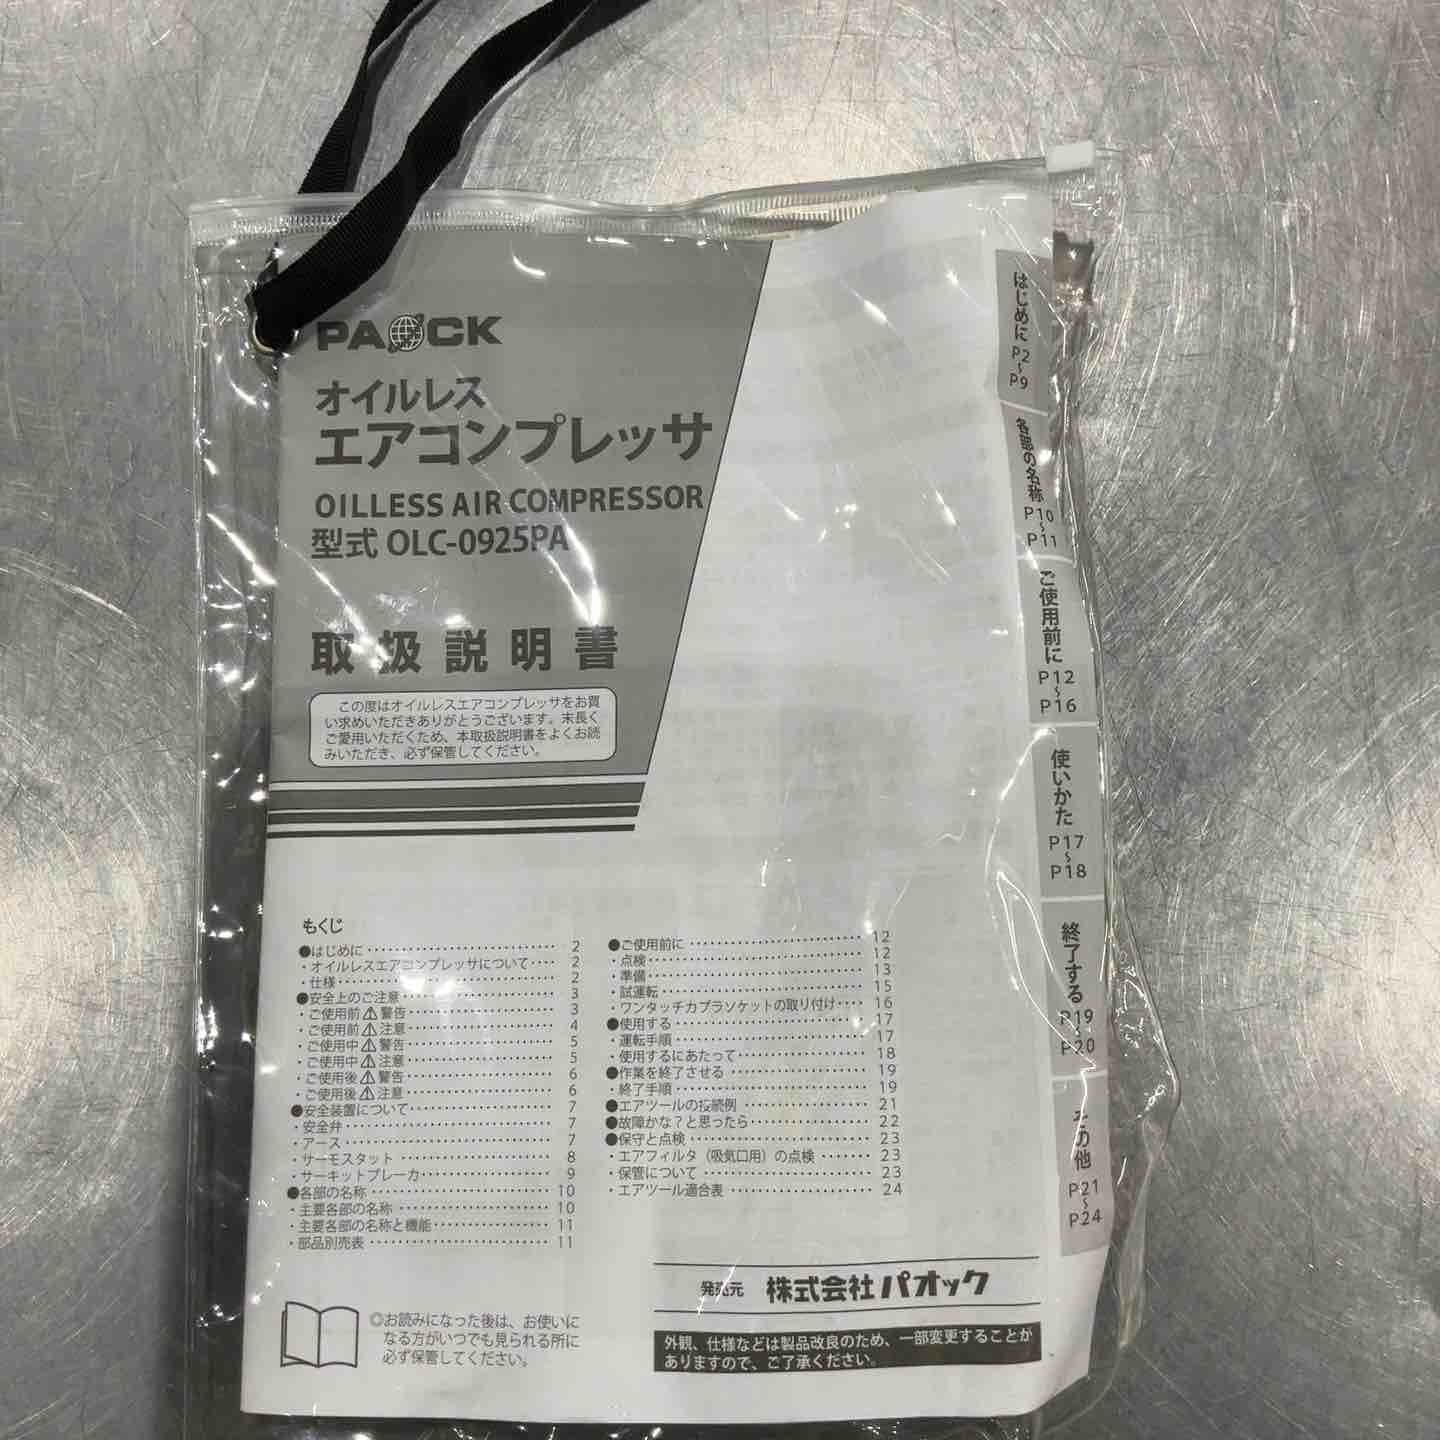 PAOCK
オイルレス
エアコンプレッサ
OILLESS AIR COMPRESSOR
型式 OLC-0925PA
取扱説明書
この度はオイルレスエアコンプレッサをお買
い求めいただきありがとうございます。末長く
ご愛用いただくため、本取扱説明書をよくお読
みいただき、必ず保管してください。
もくじ
●はじめに 2
・オイルレスエアコンプレッサについて 2
・仕様 2
●安全上のご注意 3
・ご使用前⚠警告 3
・ご使用前⚠注意 4
・ご使用中⚠警告 5
・ご使用中⚠注意 5
・ご使用後⚠警告 6
・ご使用後⚠注意 6
●安全装置について 7
・安全弁 7
・アース 7
・サーモスタット 8
・サーキットブレーカ 9
●各部の名称 10
・主要各部の名称 10
・主要各部の名称と機能 11
・部品別売表 11
●ご使用前に 12
・点検 12
・準備 13
・試運転 15
・ワンタッチカプラソケットの取り付け 16
●使用する 17
・運転手順 17
・使用するにあたって 18
●作業を終了させる 19
・終了手順 19
●エアツールの接続例 21
●故障かな？と思ったら 22
●保守と点検 23
・エアフィルタ（吸気口用）の点検 23
・保管について 23
・エアツール適合表 24
◎お読みになった後は、お使いに
なる方がいつでも見られる所に
必ず保管してください。
発売元 株式会社パオック
外観、仕様などは製品改良のため、一部変更することが
ありますので、ご了承ください。
はじめに
P2
〜
P9
各部の名称
P10
〜
P11
ご使用前に
P12
〜
P16
使いかた
P17
〜
P18
終了する
P19
〜
P20
その他
P21
〜
P24